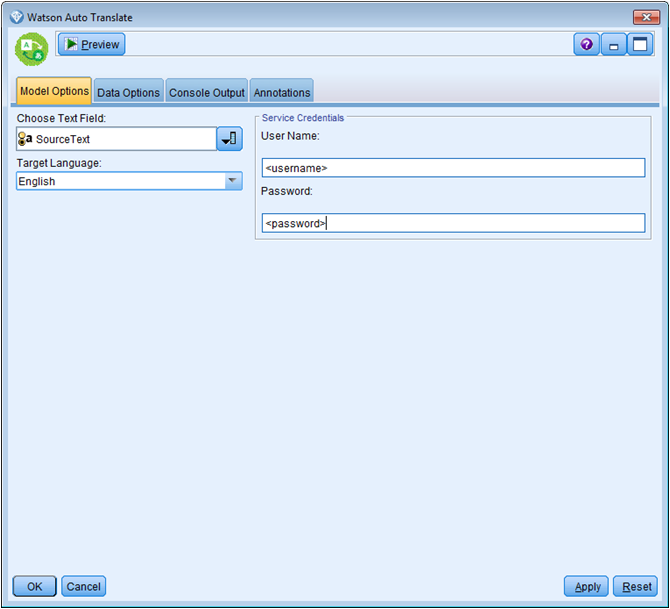 Watson Auto Translate
Preview
Model Options Data Options Console Output Annotations
Choose Text Field:
SourceText
Target Language:
English
Service Credentials
User Name:
<username>
Password:
<password>
OK Cancel Apply Reset